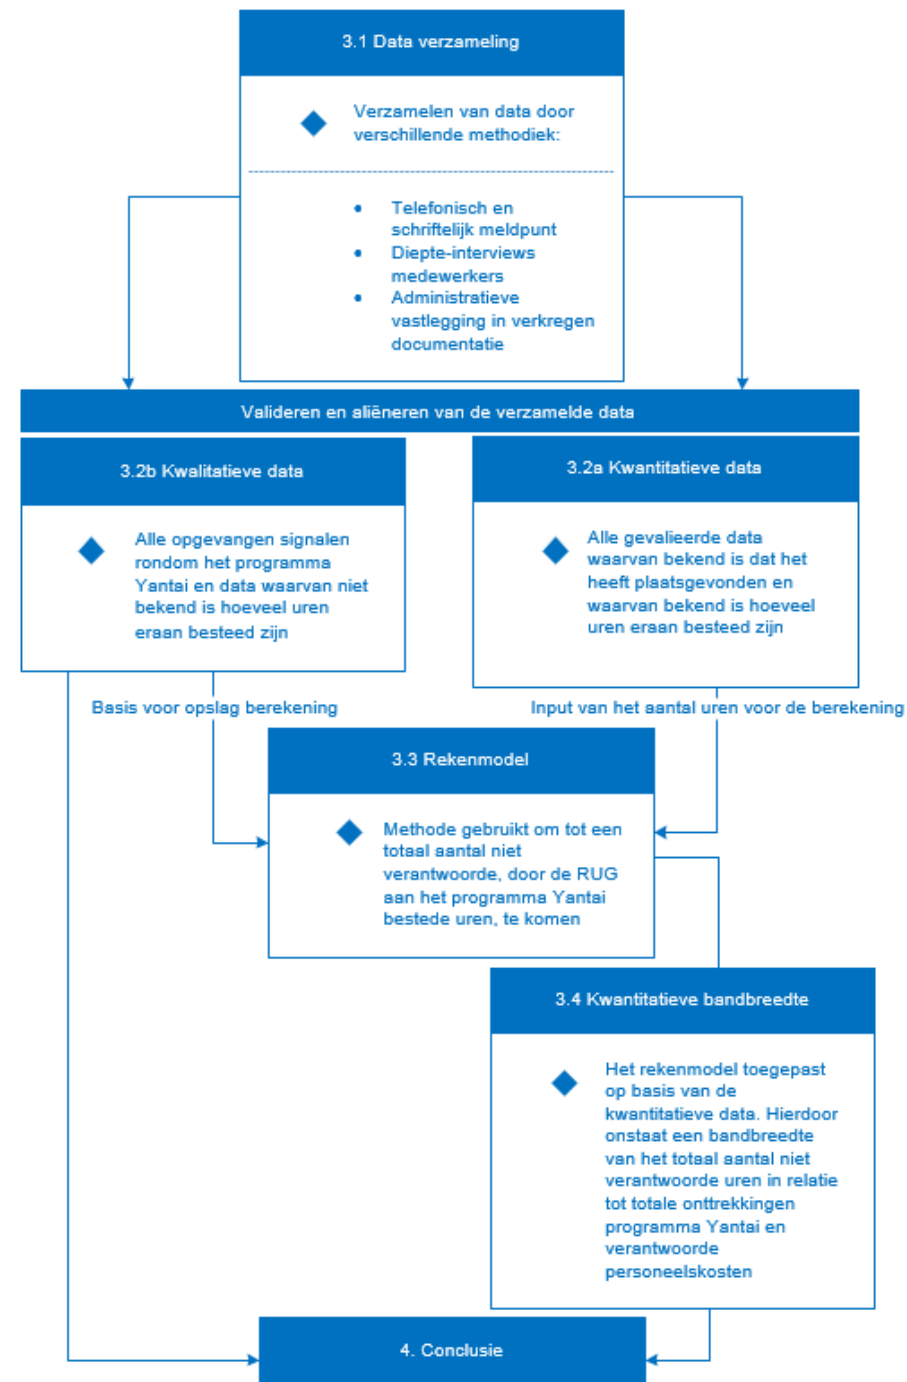 3.1 Data verzameling
Verzamelen van data door
verschillende methodiek:
• Telefonisch en
schriftelijk meldpunt
• Diepte-interviews
medewerkers
• Administratieve
vastlegging in verkregen
documentatie
Valideren en aliëneren van de verzamelde data
3.2b Kwalitatieve data
Alle opgevangen signalen
rondom het programma
Yantai en data waarvan niet
bekend is hoeveel uren
eraan besteed zijn
3.2a Kwantitatieve data
Alle gevalieerde data
waarvan bekend is dat het
heeft plaatsgevonden en
waarvan bekend is hoeveel
uren eraan besteed zijn
Basis voor opslag berekening
Input van het aantal uren voor de berekening
3.3 Rekenmodel
Methode gebruikt om tot een
totaal aantal niet
verantwoorde, door de RUG
aan het programma Yantai
bestede uren, te komen
3.4 Kwantitatieve bandbreedte
Het rekenmodel toegepast
op basis van de
kwantitatieve data. Hierdoor
onstaat een bandbreedte
van het totaal aantal niet
verantwoorde uren in relatie
tot totale onttrekkingen
programma Yantai en
verantwoorde
personeelskosten
4. Conclusie